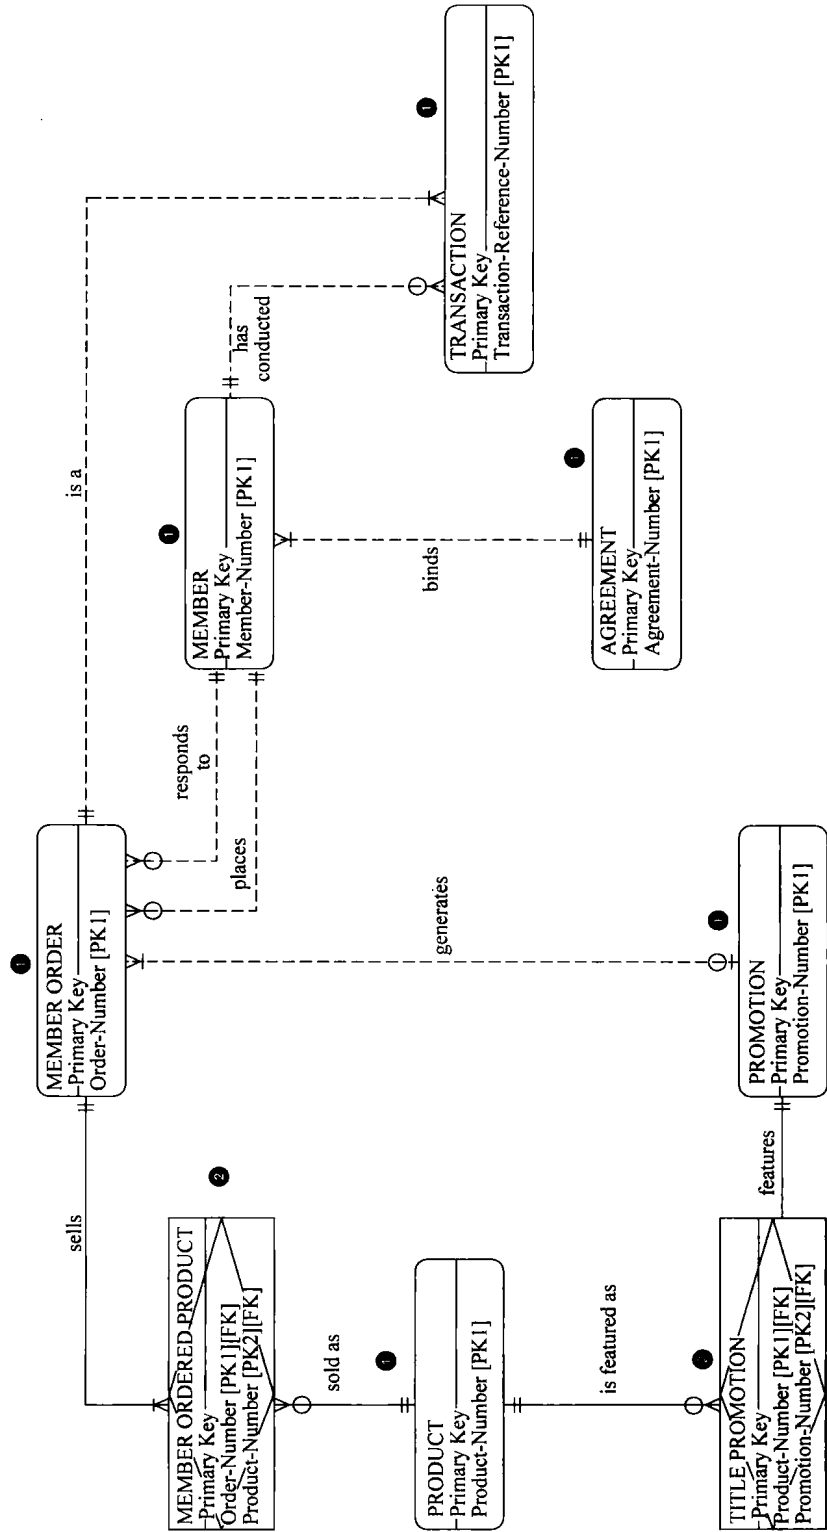 MEMBER ORDERED PRODUCT
Primary Key
Order-Number [PK1][FK]
Product-Number [PK2][FK]
2
sells
MEMBER ORDER
Primary Key
Order-Number [PK1]
1
is a
responds
to
places
MEMBER
Primary Key
Member-Number [PK1]
1
has
conducted
TRANSACTION
Primary Key
Transaction-Reference-Number [PK1]
1
sold as
PRODUCT
Primary Key
Product-Number [PK1]
1
generates
binds
AGREEMENT
Primary Key
Agreement-Number [PK1]
1
is featured as
TITLE PROMOTION
Primary Key
Product-Number [PK1][FK]
Promotion-Number [PK2][FK]
2
features
PROMOTION
Primary Key
Promotion-Number [PK1]
1